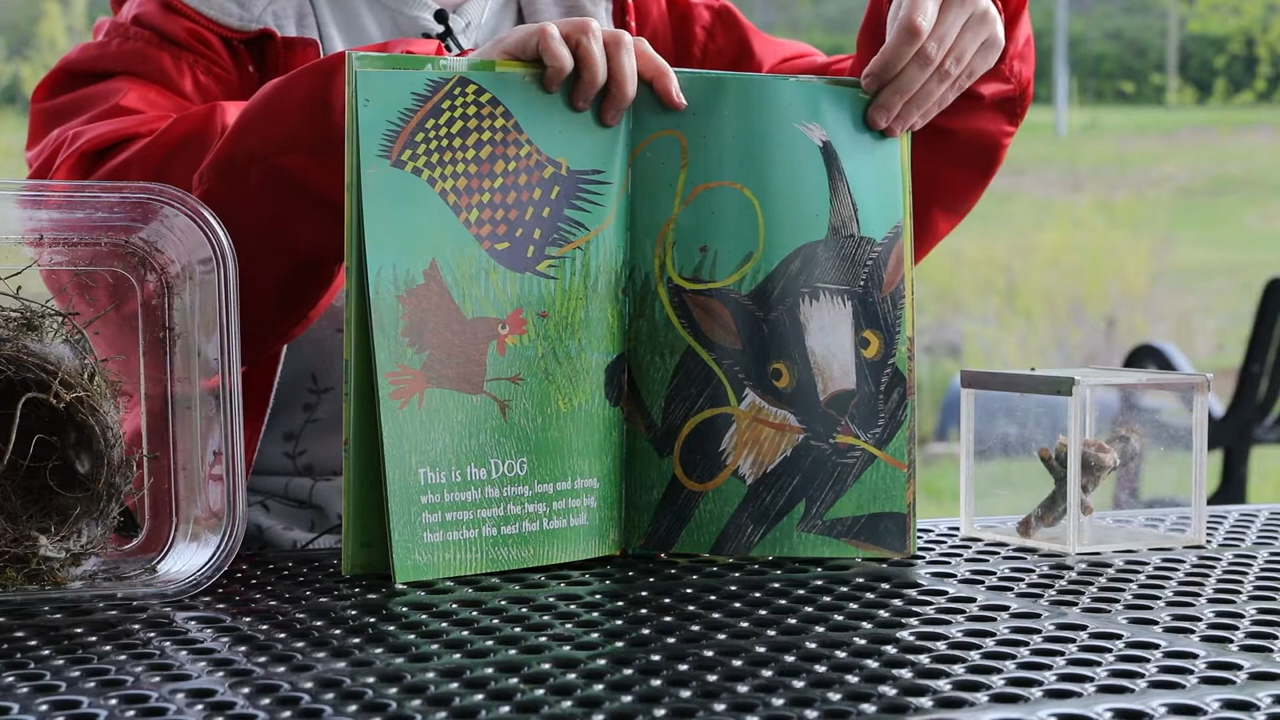 This is the DOG
who brought the string, long and strong,
that wraps round the twigs, not too big,
that anchor the nest that Robin built.